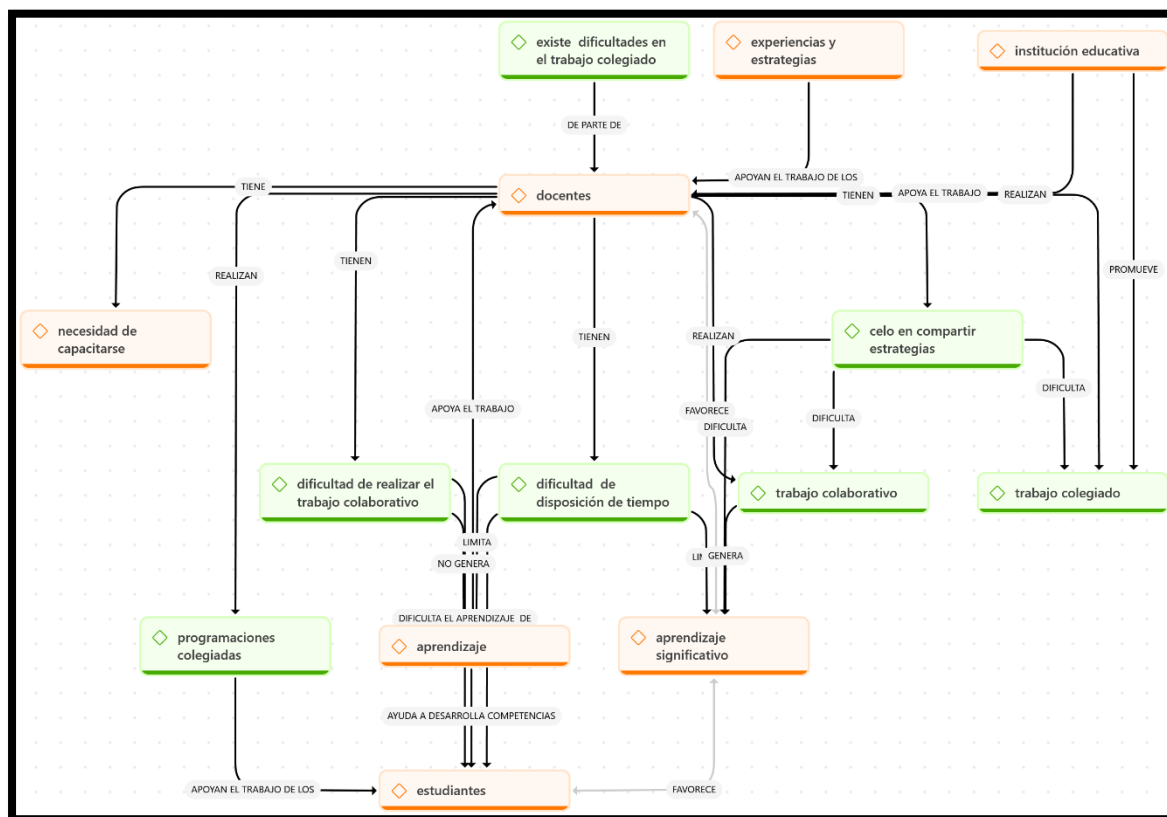 existe dificultades en
el trabajo colegiado
experiencias y
estrategias
institución educativa
DE PARTE DE
APOYAN EL TRABAJO DE LOS
TIENE
docentes
TIENEN
APOYA EL TRABAJO
REALIZAN
TIENEN
REALIZAN
PROMUEVE
necesidad de
capacitarse
TIENEN
REALIZAN
celo en compartir
estrategias
APOYA EL TRABAJO
FAVORECE
DIFICULTA
DIFICULTA
DIFICULTA
dificultad de realizar el
trabajo colaborativo
dificultad de
disposición de tiempo
trabajo colaborativo
trabajo colegiado
LIMITA
NO GENERA
GENERA
DIFICULTA EL APRENDIZAJE DE
programaciones
colegiadas
aprendizaje
aprendizaje
significativo
AYUDA A DESARROLLA COMPETENCIAS
APOYAN EL TRABAJO DE LOS
estudiantes
FAVORECE